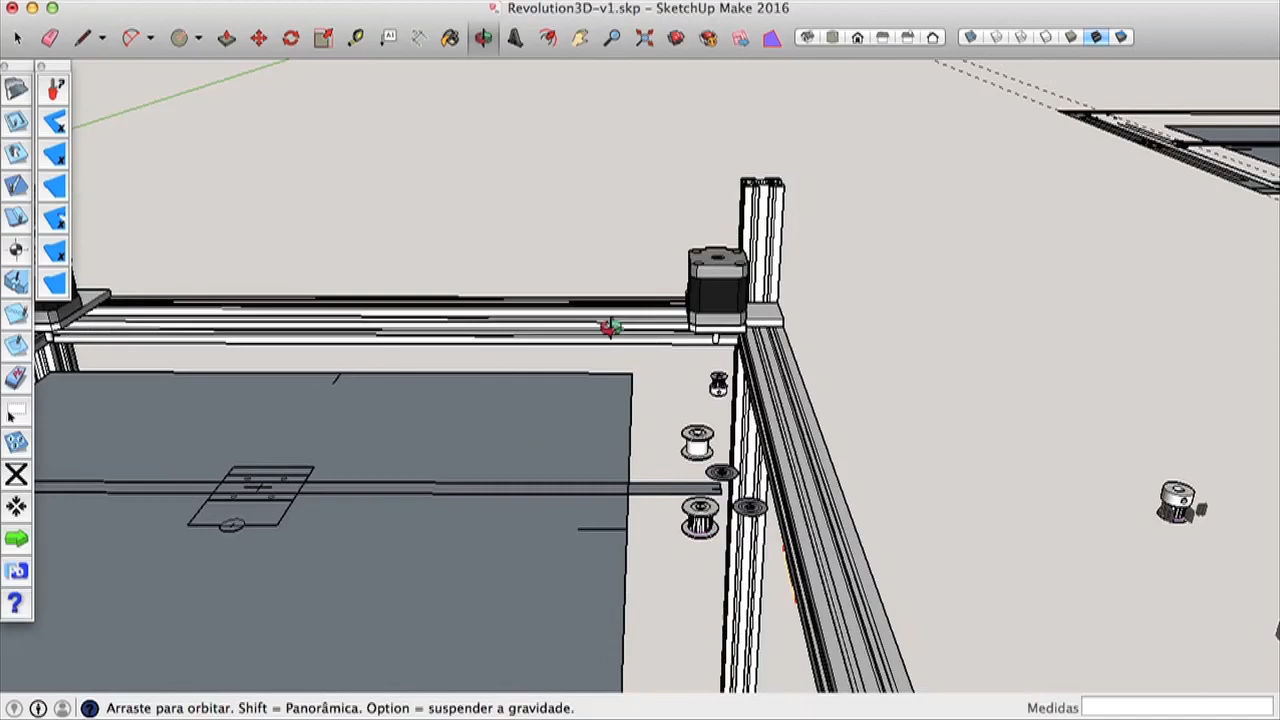 Revolution3D-v1.skp - SketchUp Make 2016
Arraste para orbitar. Shift = Panorâmica. Option = suspender a gravidade.
Medidas